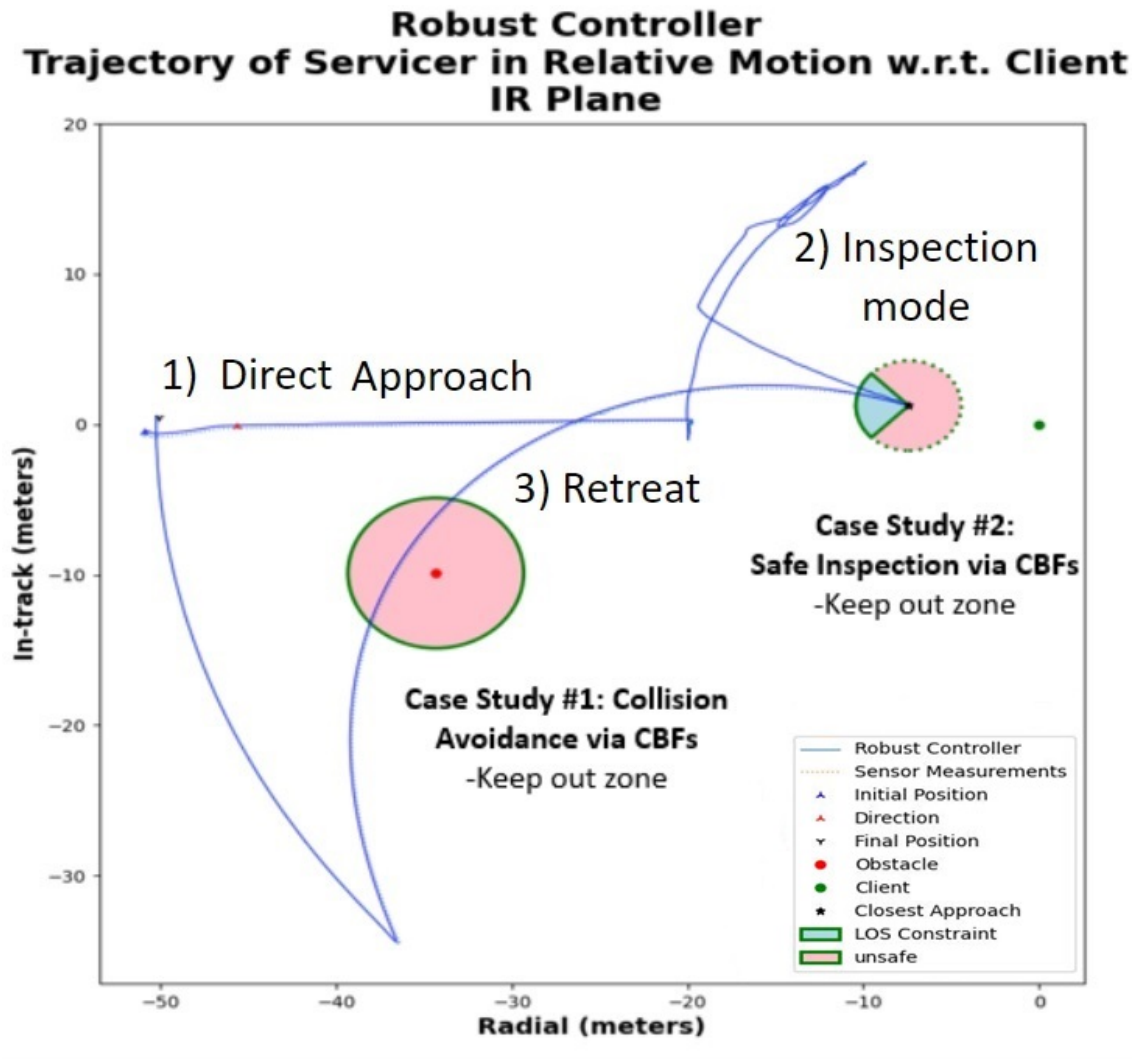 Robust Controller
Trajectory of Servicer in Relative Motion w.r.t. Client
IR Plane
20
10
0
−10
−20
−30
In-track (meters)
1) Direct Approach
2) Inspection
mode
3) Retreat
Case Study #2:
Safe Inspection via CBFs
-Keep out zone
Case Study #1: Collision
Avoidance via CBFs
-Keep out zone
Robust Controller
Sensor Measurements
Initial Position
Direction
Final Position
Obstacle
Client
Closest Approach
LOS Constraint
unsafe
−50 −40 −30 −20 −10 0
Radial (meters)